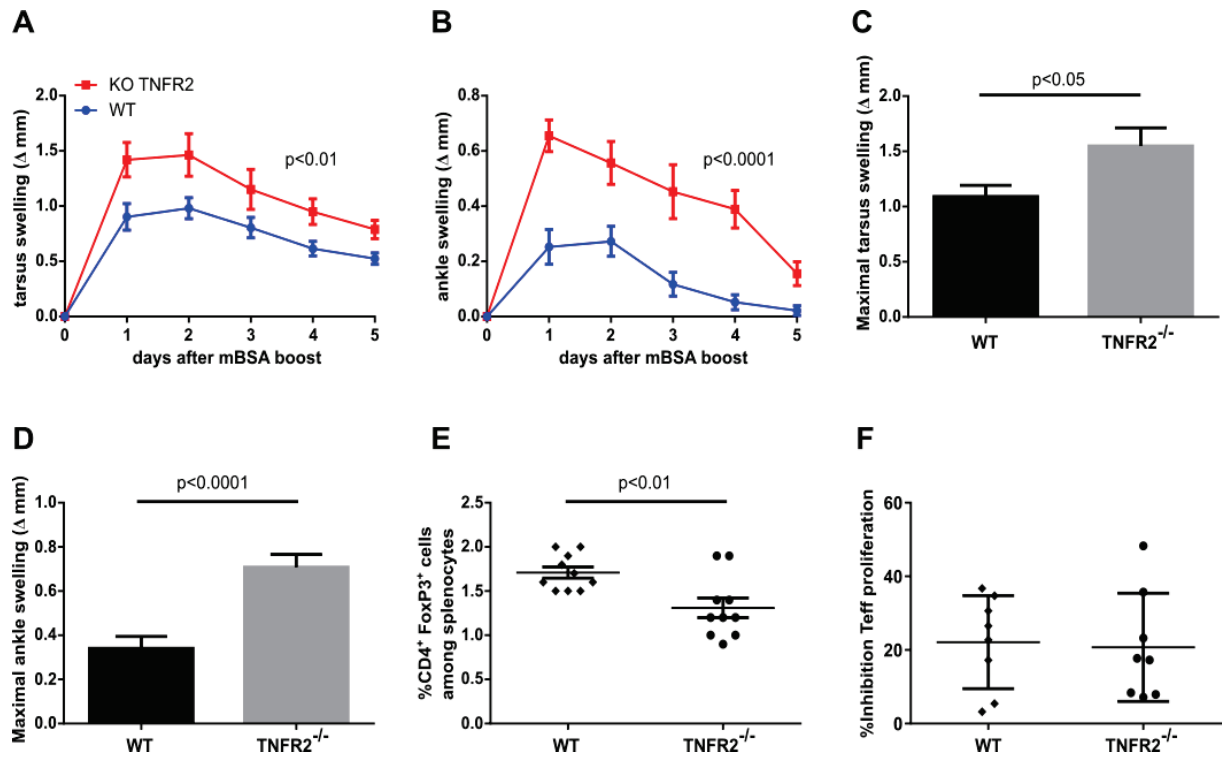 A
KO TNFR2
WT
tarsus swelling (Δ mm)
2.0
1.5
1.0
0.5
0.0
p<0.01
0 1 2 3 4 5
days after mBSA boost
B
ankle swelling (Δ mm)
0.8
0.6
0.4
0.2
0.0
p<0.0001
0 1 2 3 4 5
days after mBSA boost
C
Maximal tarsus swelling (Δ mm)
2.0
1.5
1.0
0.5
0.0
p<0.05
WT TNFR2-/-
D
Maximal ankle swelling (Δ mm)
1.0
0.8
0.6
0.4
0.2
0.0
p<0.0001
WT TNFR2-/-
E
%CD4+ FoxP3+ cells
among splenocytes
2.5
2.0
1.5
1.0
0.5
0.0
p<0.01
WT TNFR2-/-
F
%Inhibition Teff proliferation
60
40
20
0
WT TNFR2-/-